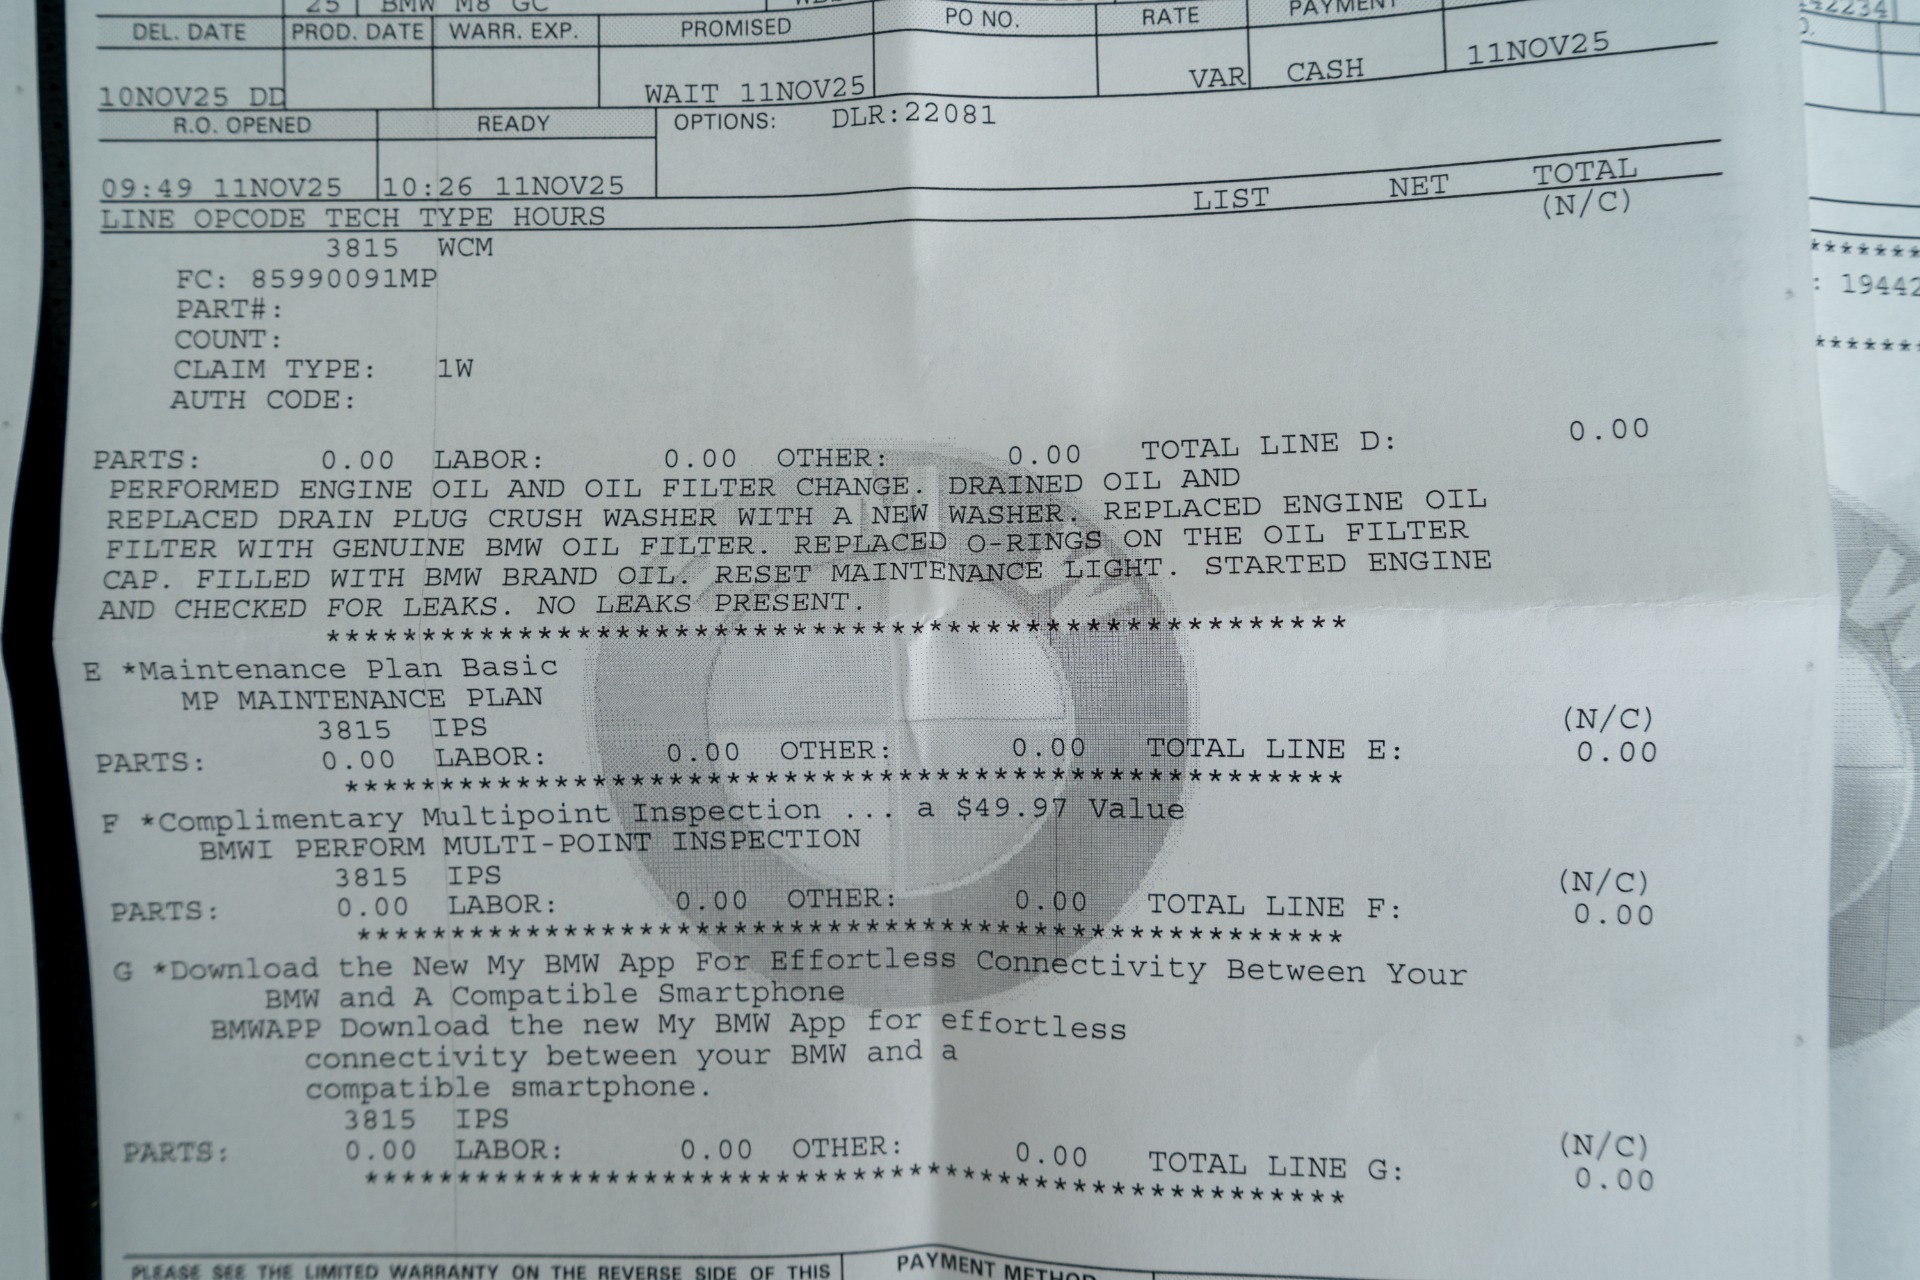 25 BMW M8 GC
DEL. DATE PROD. DATE WARR. EXP. PROMISED PO NO. RATE PAYMENT
10NOV25 DD WAIT 11NOV25 VAR CASH 11NOV25
R.O. OPENED READY OPTIONS: DLR:22081
09:49 11NOV25 10:26 11NOV25
LINE OPCODE TECH TYPE HOURS LIST NET TOTAL
3815 WCM (N/C)
FC: 85990091MP
PART#:
COUNT:
CLAIM TYPE: 1W
AUTH CODE:
PARTS: 0.00 LABOR: 0.00 OTHER: 0.00 TOTAL LINE D: 0.00
PERFORMED ENGINE OIL AND OIL FILTER CHANGE. DRAINED OIL AND
REPLACED DRAIN PLUG CRUSH WASHER WITH A NEW WASHER. REPLACED ENGINE OIL
FILTER WITH GENUINE BMW OIL FILTER. REPLACED O-RINGS ON THE OIL FILTER
CAP. FILLED WITH BMW BRAND OIL. RESET MAINTENANCE LIGHT. STARTED ENGINE
AND CHECKED FOR LEAKS. NO LEAKS PRESENT.
******************************************************
E *Maintenance Plan Basic
MP MAINTENANCE PLAN
3815 IPS (N/C)
PARTS: 0.00 LABOR: 0.00 OTHER: 0.00 TOTAL LINE E: 0.00
*****************************************************
F *Complimentary Multipoint Inspection ... a $49.97 Value
BMWI PERFORM MULTI-POINT INSPECTION
3815 IPS (N/C)
PARTS: 0.00 LABOR: 0.00 OTHER: 0.00 TOTAL LINE F: 0.00
*****************************************************
G *Download the New My BMW App For Effortless Connectivity Between Your
BMW and A Compatible Smartphone
BMWAPP Download the new My BMW App for effortless
connectivity between your BMW and a
compatible smartphone.
3815 IPS (N/C)
PARTS: 0.00 LABOR: 0.00 OTHER: 0.00 TOTAL LINE G: 0.00
*****************************************************
PLEASE SEE THE LIMITED WARRANTY ON THE REVERSE SIDE OF THIS PAYMENT METHOD
******
: 19442
******